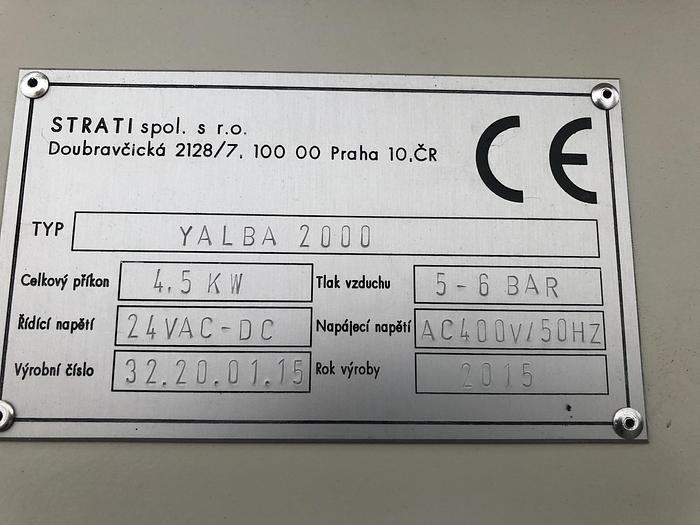 STRATI spol. s r.o.
Doubravčická 2128/7, 100 00 Praha 10,ČR
CE
TYP YALBA 2000
Celkový příkon 4,5 KW Tlak vzduchu 5-6 BAR
Řídící napětí 24VAC-DC Napájecí napětí AC400V/50HZ
Výrobní číslo 32.20.01.15 Rok výroby 2015